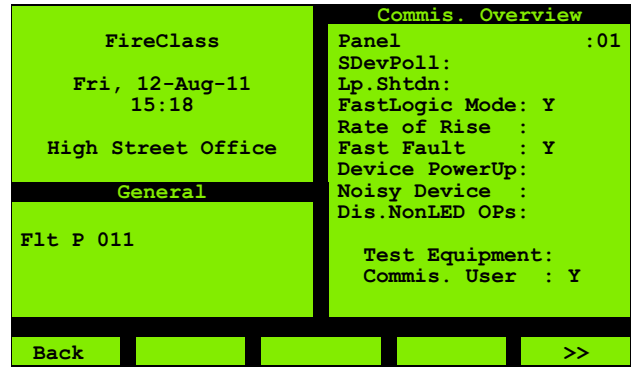 FireClass
Fri, 12-Aug-11
15:18
High Street Office
General
Flt P 011
Commis. Overview
Panel :01
SDevPoll:
Lp.Shtdn:
FastLogic Mode: Y
Rate of Rise :
Fast Fault : Y
Device PowerUp:
Noisy Device :
Dis.NonLED OPs:
Test Equipment:
Commis. User : Y
Back >>